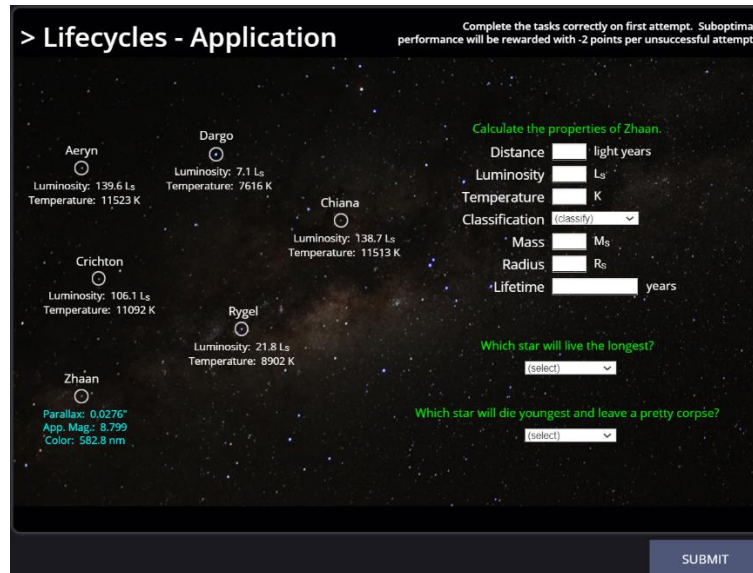 > Lifecycles - Application
Complete the tasks correctly on first attempt. Suboptima
performance will be rewarded with -2 points per unsuccessful attempt
Aeryn
Luminosity: 139.6 Ls
Temperature: 11523 K
Dargo
Luminosity: 7.1 Ls
Temperature: 7616 K
Chiana
Luminosity: 138.7 Ls
Temperature: 11513 K
Crichton
Luminosity: 106.1 Ls
Temperature: 11092 K
Rygel
Luminosity: 21.8 Ls
Temperature: 8902 K
Zhaan
Parallax: 0.0276"
App. Mag.: 8.799
Color: 582.8 nm
Calculate the properties of Zhaan.
Distance light years
Luminosity Ls
Temperature K
Classification (classify)
Mass Ms
Radius Rs
Lifetime years
Which star will live the longest?
(select)
Which star will die youngest and leave a pretty corpse?
(select)
SUBMIT